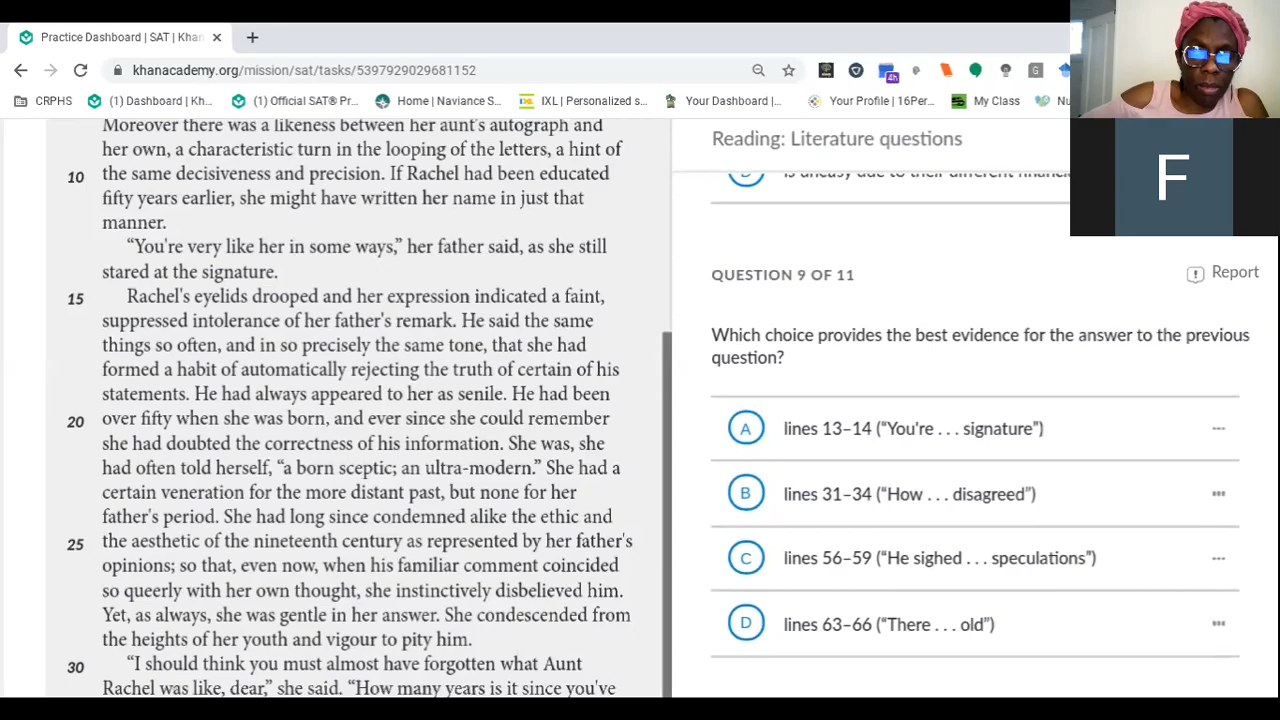 Practice Dashboard | SAT | Khan
khanacademy.org/mission/sat/tasks/5397929029681152
4h
G
CRPHS
(1) Dashboard | Kh...
(1) Official SAT® Pr...
Home | Naviance S...
IXL | Personalized s...
Your Dashboard |...
Your Profile | 16Per...
My Class
Nu
Moreover there was a likeness between her aunt's autograph and
her own, a characteristic turn in the looping of the letters, a hint of
10 the same decisiveness and precision. If Rachel had been educated
fifty years earlier, she might have written her name in just that
manner.
“You're very like her in some ways,” her father said, as she still
stared at the signature.
15 Rachel's eyelids drooped and her expression indicated a faint,
suppressed intolerance of her father's remark. He said the same
things so often, and in so precisely the same tone, that she had
formed a habit of automatically rejecting the truth of certain of his
statements. He had always appeared to her as senile. He had been
20 over fifty when she was born, and ever since she could remember
she had doubted the correctness of his information. She was, she
had often told herself, “a born sceptic; an ultra-modern.” She had a
certain veneration for the more distant past, but none for her
father's period. She had long since condemned alike the ethic and
25 the aesthetic of the nineteenth century as represented by her father's
opinions; so that, even now, when his familiar comment coincided
so queerly with her own thought, she instinctively disbelieved him.
Yet, as always, she was gentle in her answer. She condescended from
the heights of her youth and vigour to pity him.
30 “I should think you must almost have forgotten what Aunt
Rachel was like, dear,” she said. “How many years is it since you've
Reading: Literature questions
D is uneasy due to their different financi
QUESTION 9 OF 11
Report
Which choice provides the best evidence for the answer to the previous
question?
A lines 13–14 (“You're . . . signature”)
B lines 31–34 (“How . . . disagreed”)
C lines 56–59 (“He sighed . . . speculations”)
D lines 63–66 (“There . . . old”)
F